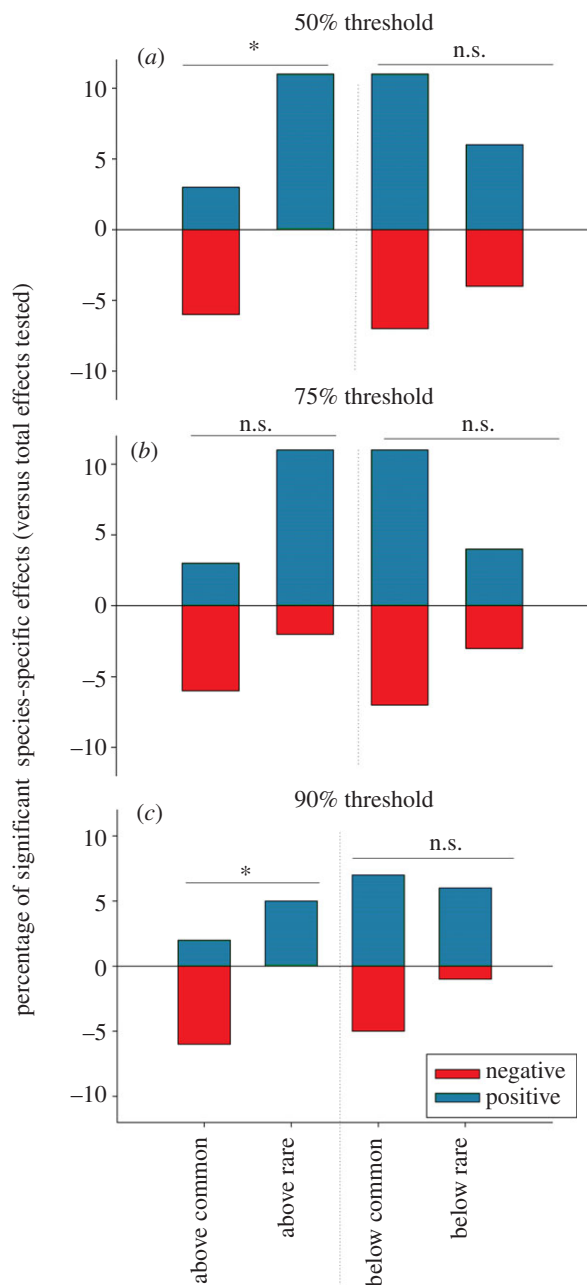 percentage of significant species-specific effects (versus total effects tested)
50% threshold
(a)
*
n.s.
10
5
0
–5
–10
75% threshold
(b)
n.s.
n.s.
10
5
0
–5
–10
90% threshold
(c)
*
n.s.
10
5
0
–5
–10
negative
positive
above common
above rare
below common
below rare